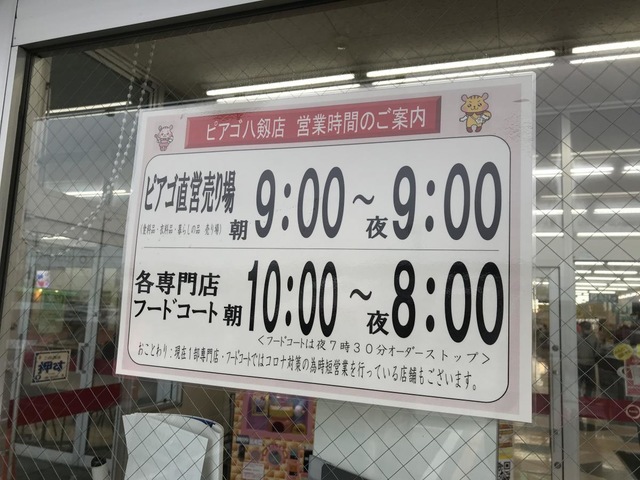 ピアゴ八剱店 営業時間のご案内
ピアゴ直営売り場 朝9:00～夜9:00
(食料品・衣料品・暮らしの品 売り場)
各専門店
フードコート 朝10:00～夜8:00
＜フードコートは夜7時30分オーダーストップ＞
おことわり：現在1部専門店・フードコートではコロナ対策の為時短営業を行っている店舗もございます。
押す